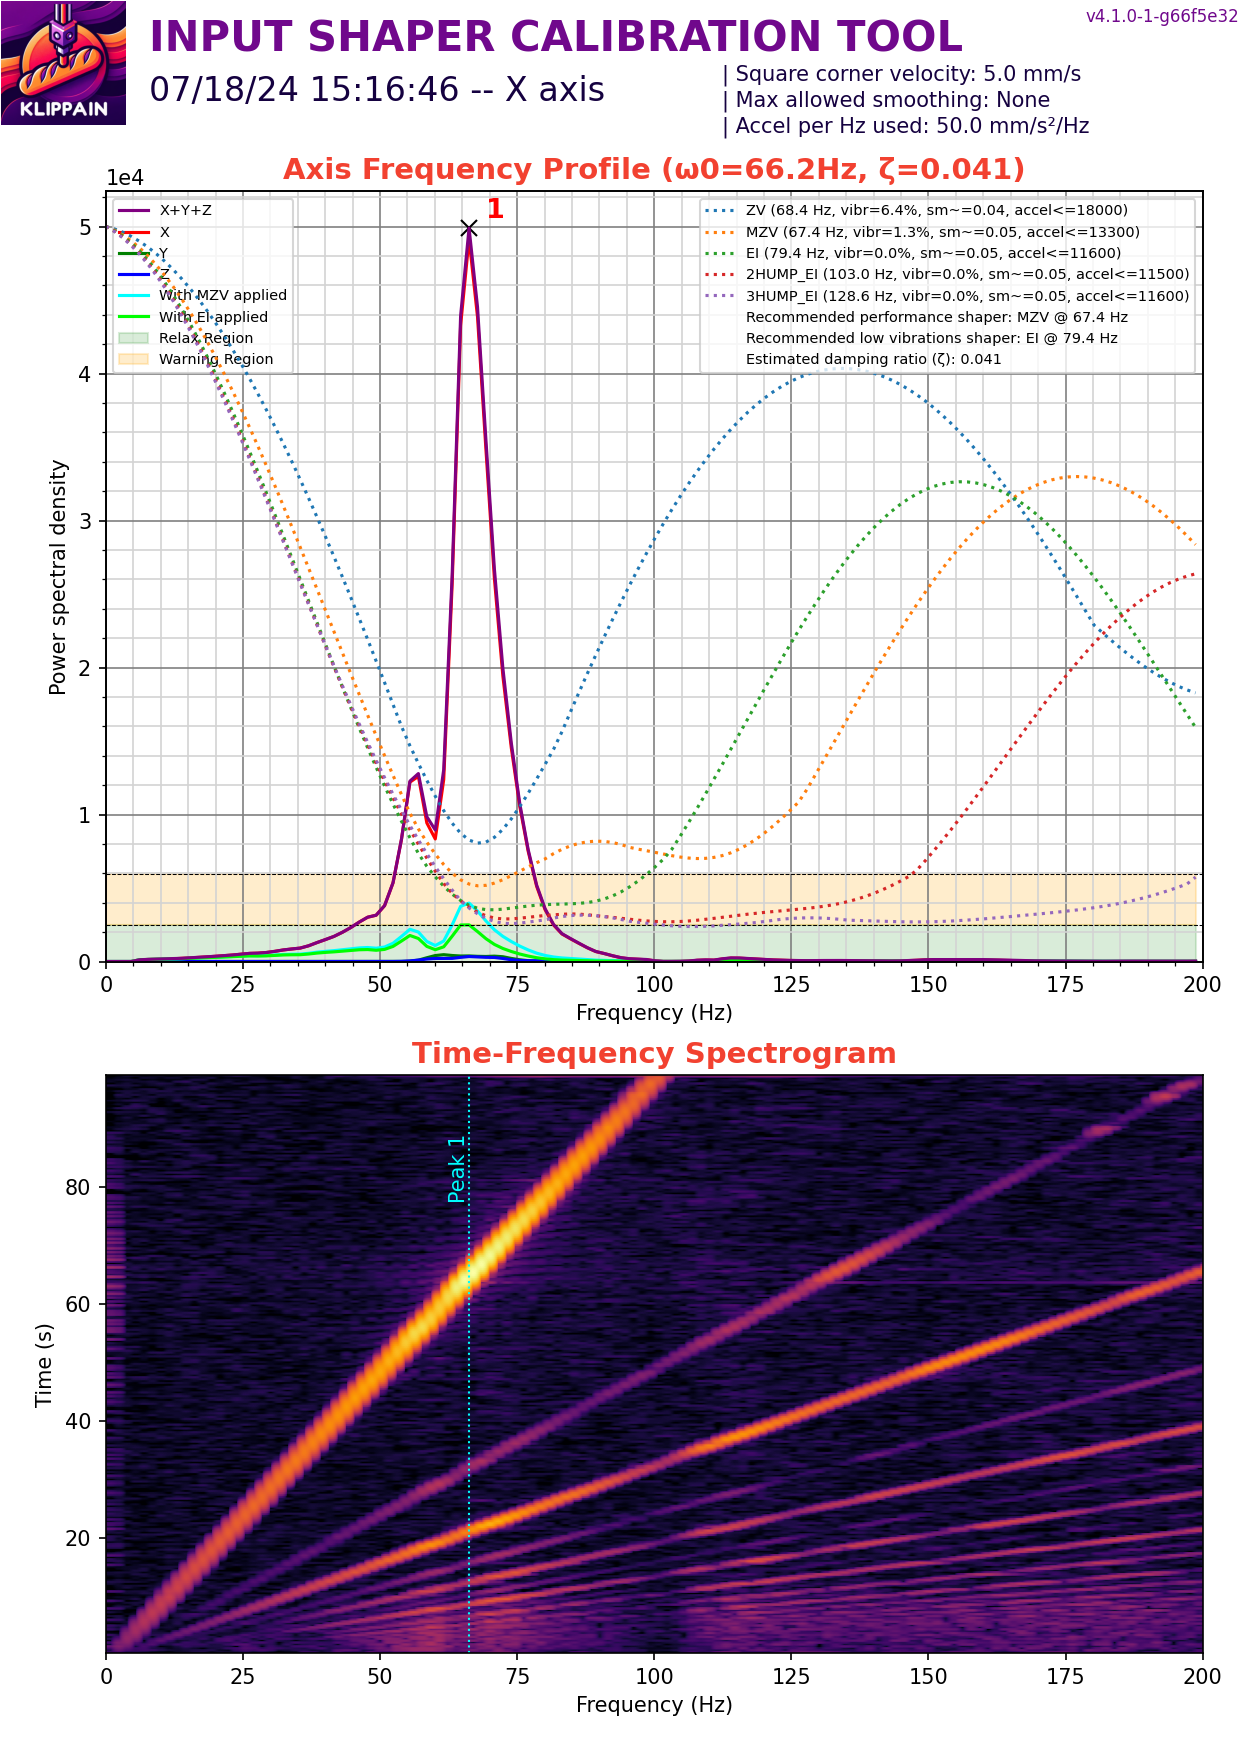 v4.1.0-1-g66f5e32
INPUT SHAPER CALIBRATION TOOL
07/18/24 15:16:46 -- X axis
| Square corner velocity: 5.0 mm/s
| Max allowed smoothing: None
| Accel per Hz used: 50.0 mm/s²/Hz
KLIPPAIN
Axis Frequency Profile (ω0=66.2Hz, ζ=0.041)
1e4
1
X+Y+Z
X
Y
Z
With MZV applied
With EI applied
Relax Region
Warning Region
ZV (68.4 Hz, vibr=6.4%, sm~=0.04, accel<=18000)
MZV (67.4 Hz, vibr=1.3%, sm~=0.05, accel<=13300)
EI (79.4 Hz, vibr=0.0%, sm~=0.05, accel<=11600)
2HUMP_EI (103.0 Hz, vibr=0.0%, sm~=0.05, accel<=11500)
3HUMP_EI (128.6 Hz, vibr=0.0%, sm~=0.05, accel<=11600)
Recommended performance shaper: MZV @ 67.4 Hz
Recommended low vibrations shaper: EI @ 79.4 Hz
Estimated damping ratio (ζ): 0.041
5
4
3
2
1
0
Power spectral density
0 25 50 75 100 125 150 175 200
Frequency (Hz)
Time-Frequency Spectrogram
Peak 1
80
60
40
20
Time (s)
0 25 50 75 100 125 150 175 200
Frequency (Hz)